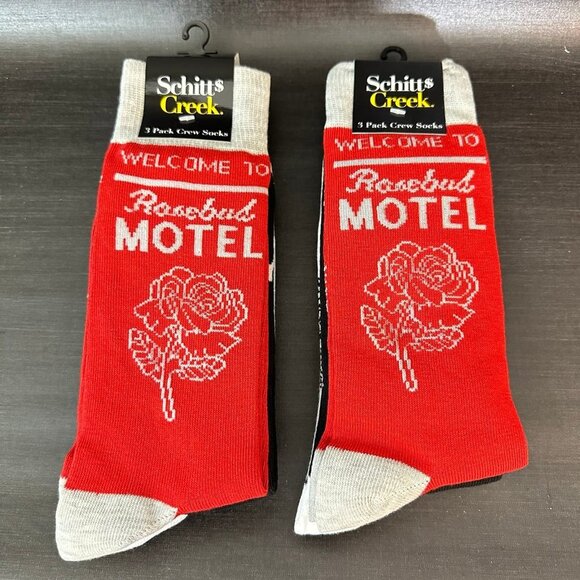 Schitt$
Creek.
3 Pack Crew Socks
WELCOME TO
Rosebud
MOTEL
Schitt$
Creek.
3 Pack Crew Socks
WELCOME TO
Rosebud
MOTEL